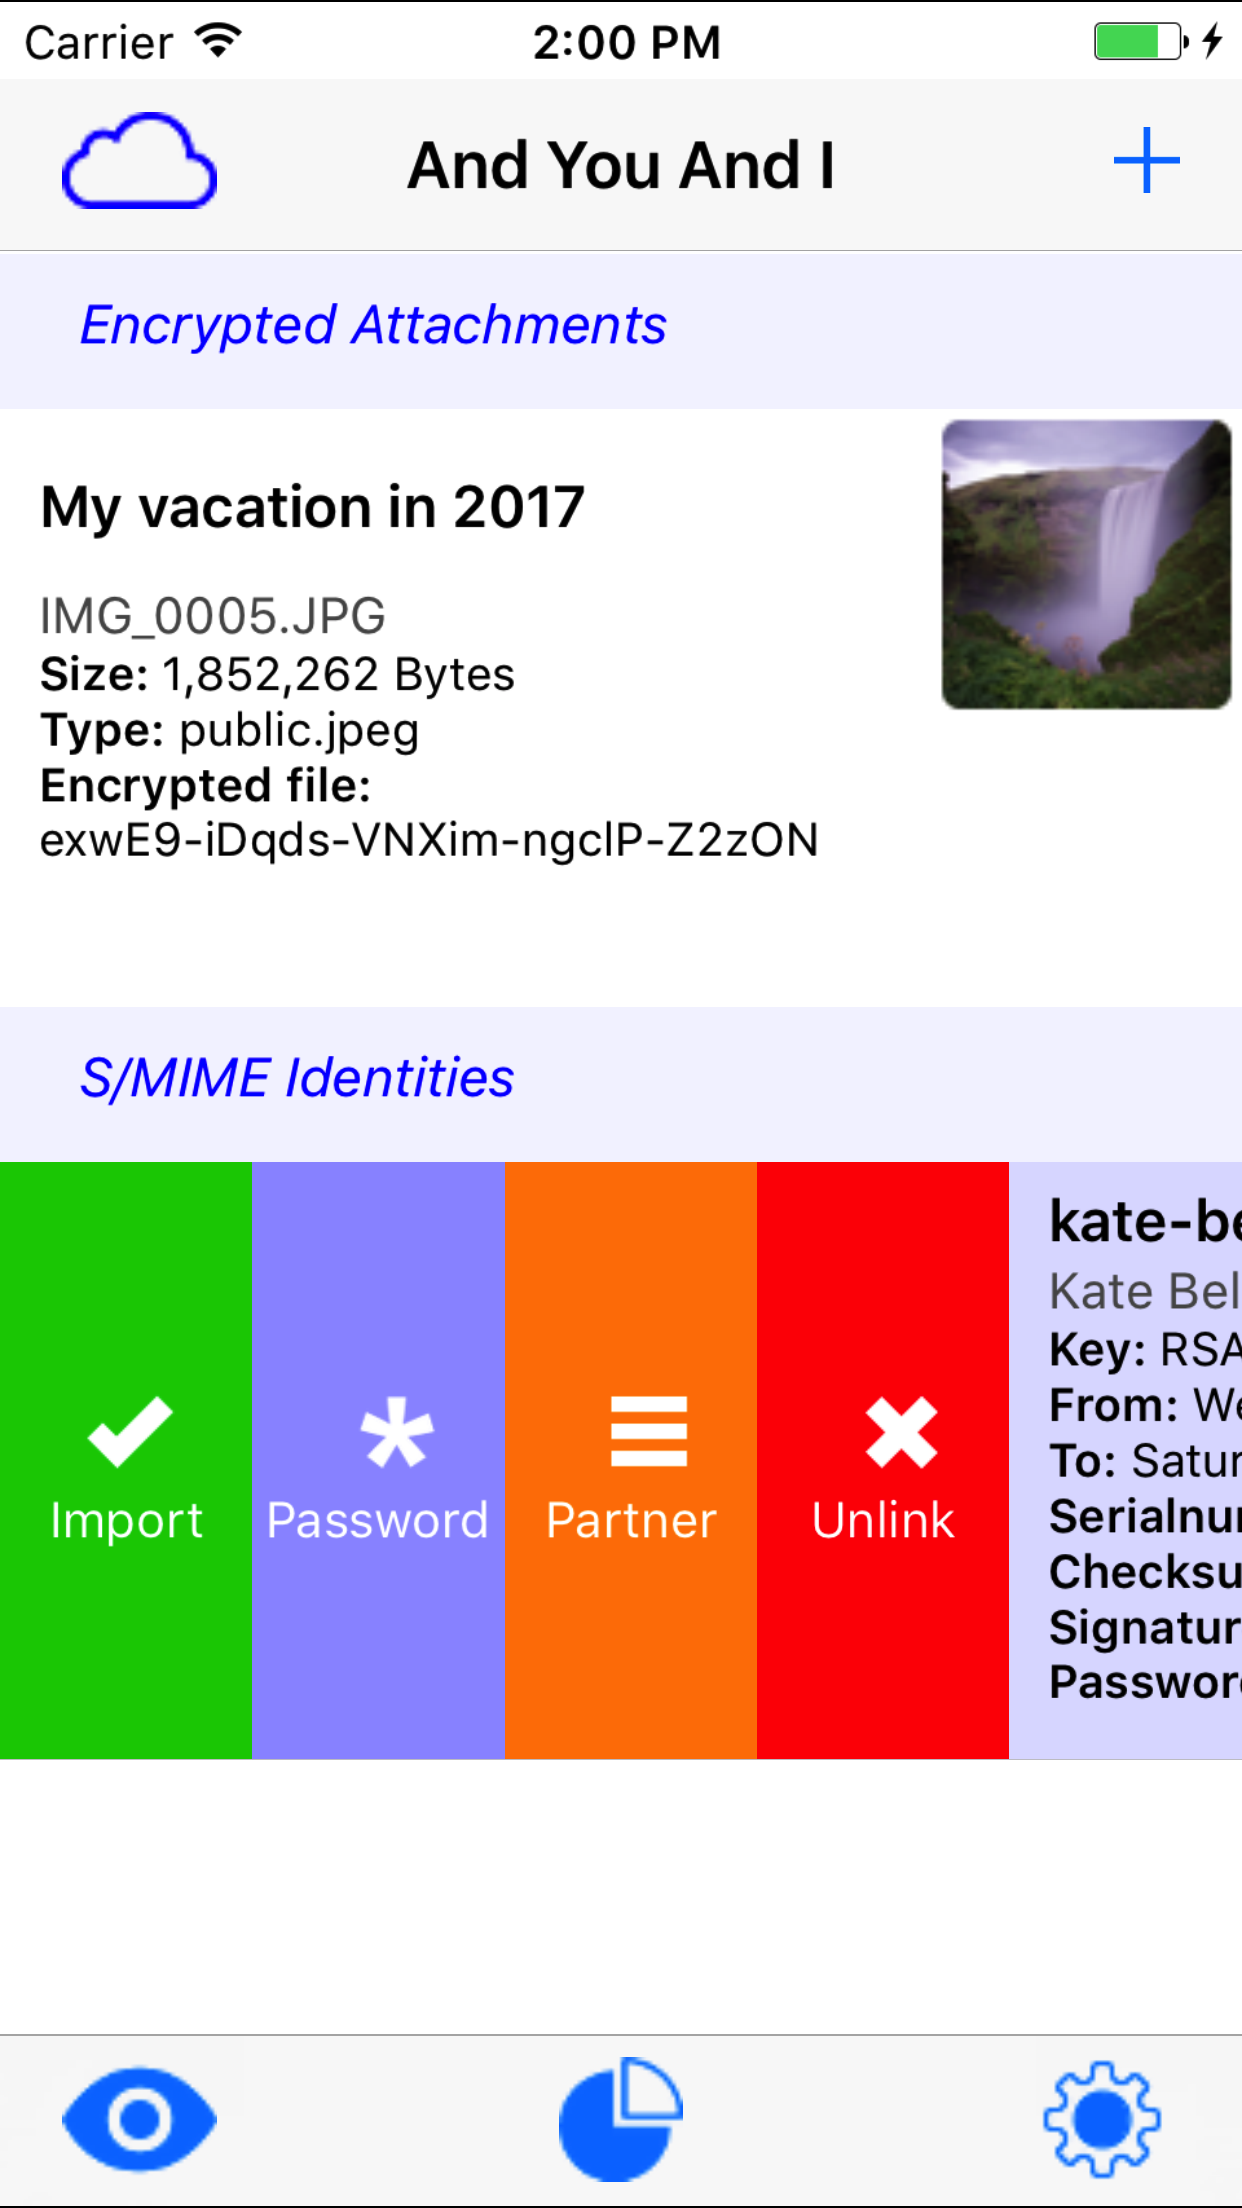 Carrier 2:00 PM
And You And I
Encrypted Attachments
My vacation in 2017
IMG_0005.JPG
Size: 1,852,262 Bytes
Type: public.jpeg
Encrypted file:
exwE9-iDqds-VNXim-ngclP-Z2zON
S/MIME Identities
Import
Password
Partner
Unlink
kate-be
Kate Bel
Key: RSA
From: We
To: Satur
Serialnu
Checksu
Signatur
Passwor